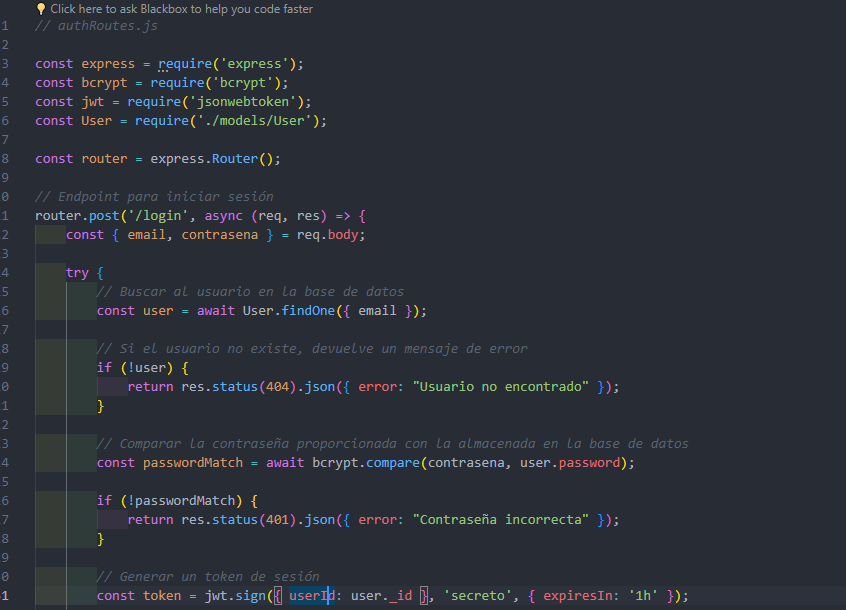 Click here to ask Blackbox to help you code faster
1 // authRoutes.js
2
3 const express = require('express');
4 const bcrypt = require('bcrypt');
5 const jwt = require('jsonwebtoken');
6 const User = require('./models/User');
7
8 const router = express.Router();
9
0 // Endpoint para iniciar sesión
1 router.post('/login', async (req, res) => {
2 const { email, contrasena } = req.body;
3
4 try {
5 // Buscar al usuario en la base de datos
6 const user = await User.findOne({ email });
7
8 // Si el usuario no existe, devuelve un mensaje de error
9 if (!user) {
0 return res.status(404).json({ error: "Usuario no encontrado" });
1 }
2
3 // Comparar la contraseña proporcionada con la almacenada en la base de datos
4 const passwordMatch = await bcrypt.compare(contrasena, user.password);
5
6 if (!passwordMatch) {
7 return res.status(401).json({ error: "Contraseña incorrecta" });
8 }
9
0 // Generar un token de sesión
1 const token = jwt.sign({ userId: user._id }, 'secreto', { expiresIn: '1h' });